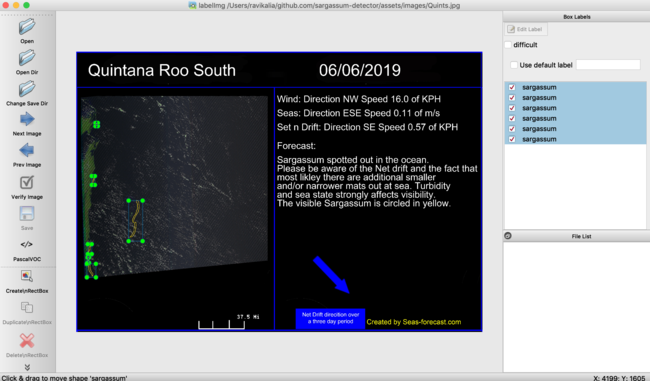 labelImg /Users/ravikalia/github.com/sargassum-detector/assets/images/Quints.jpg
Open
Open Dir
Change Save Dir
Next Image
Prev Image
Verify Image
Save
</>
PascalVOC
Create\nRectBox
Duplicate\nRectBox
Delete\nRectBox
Quintana Roo South
06/06/2019
Wind: Direction NW Speed 16.0 of KPH
Seas: Direction ESE Speed 0.11 of m/s
Set n Drift: Direction SE Speed 0.57 of KPH
Forecast:
Sargassum spotted out in the ocean.
Please be aware of the Net drift and the fact that
most likley there are additional smaller
and/or narrower mats out at sea. Turbidity
and sea state strongly affects visibility.
The visible Sargassum is circled in yellow.
37.5 Mi
Net Drift direction over
a three day period
Created by Seas-forecast.com
Box Labels
Edit Label
difficult
Use default label
sargassum
sargassum
sargassum
sargassum
sargassum
sargassum
File List
Click & drag to move shape 'sargassum'
X: 4199; Y: 1605